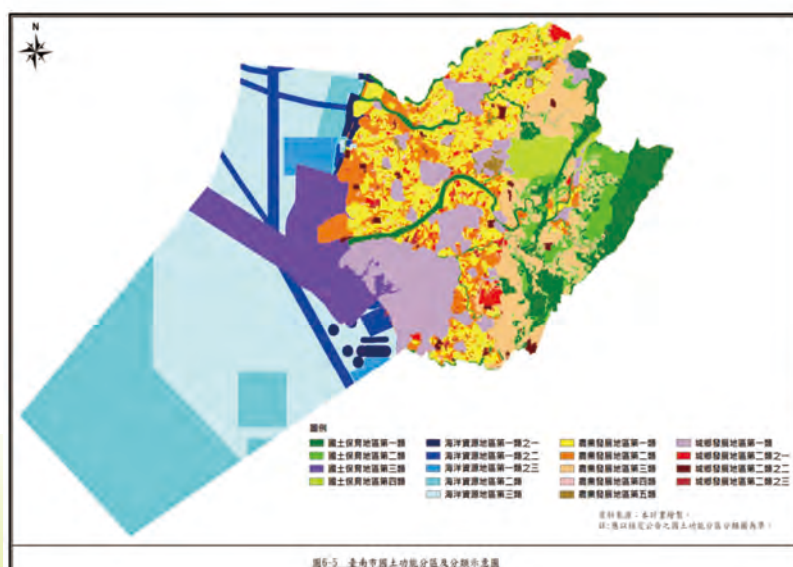 N
圖例
國土保育地區第一類
國土保育地區第二類
國土保育地區第三類
國土保育地區第四類
海洋資源地區第一類之一
海洋資源地區第一類之二
海洋資源地區第一類之三
海洋資源地區第二類
海洋資源地區第三類
農業發展地區第一類
農業發展地區第二類
農業發展地區第三類
農業發展地區第四類
農業發展地區第五類
城鄉發展地區第一類
城鄉發展地區第二類之一
城鄉發展地區第二類之二
城鄉發展地區第二類之三
資料來源：本計畫繪製。
註：應以核定公告之國土功能分區分類圖為準。
圖6-5 臺南市國土功能分區及分類示意圖